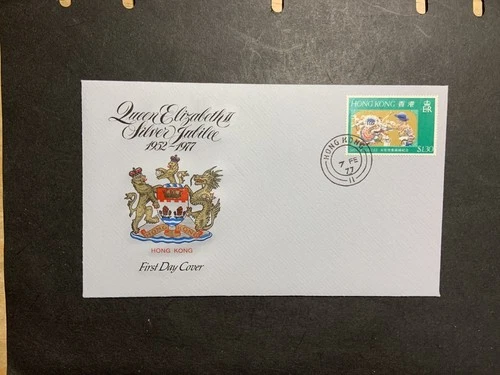 Queen Elizabeth II
Silver Jubilee
1952-1977
HONG KONG
First Day Cover
HONG KONG 香港
$1.30
HONG KONG
7 FE
77
11